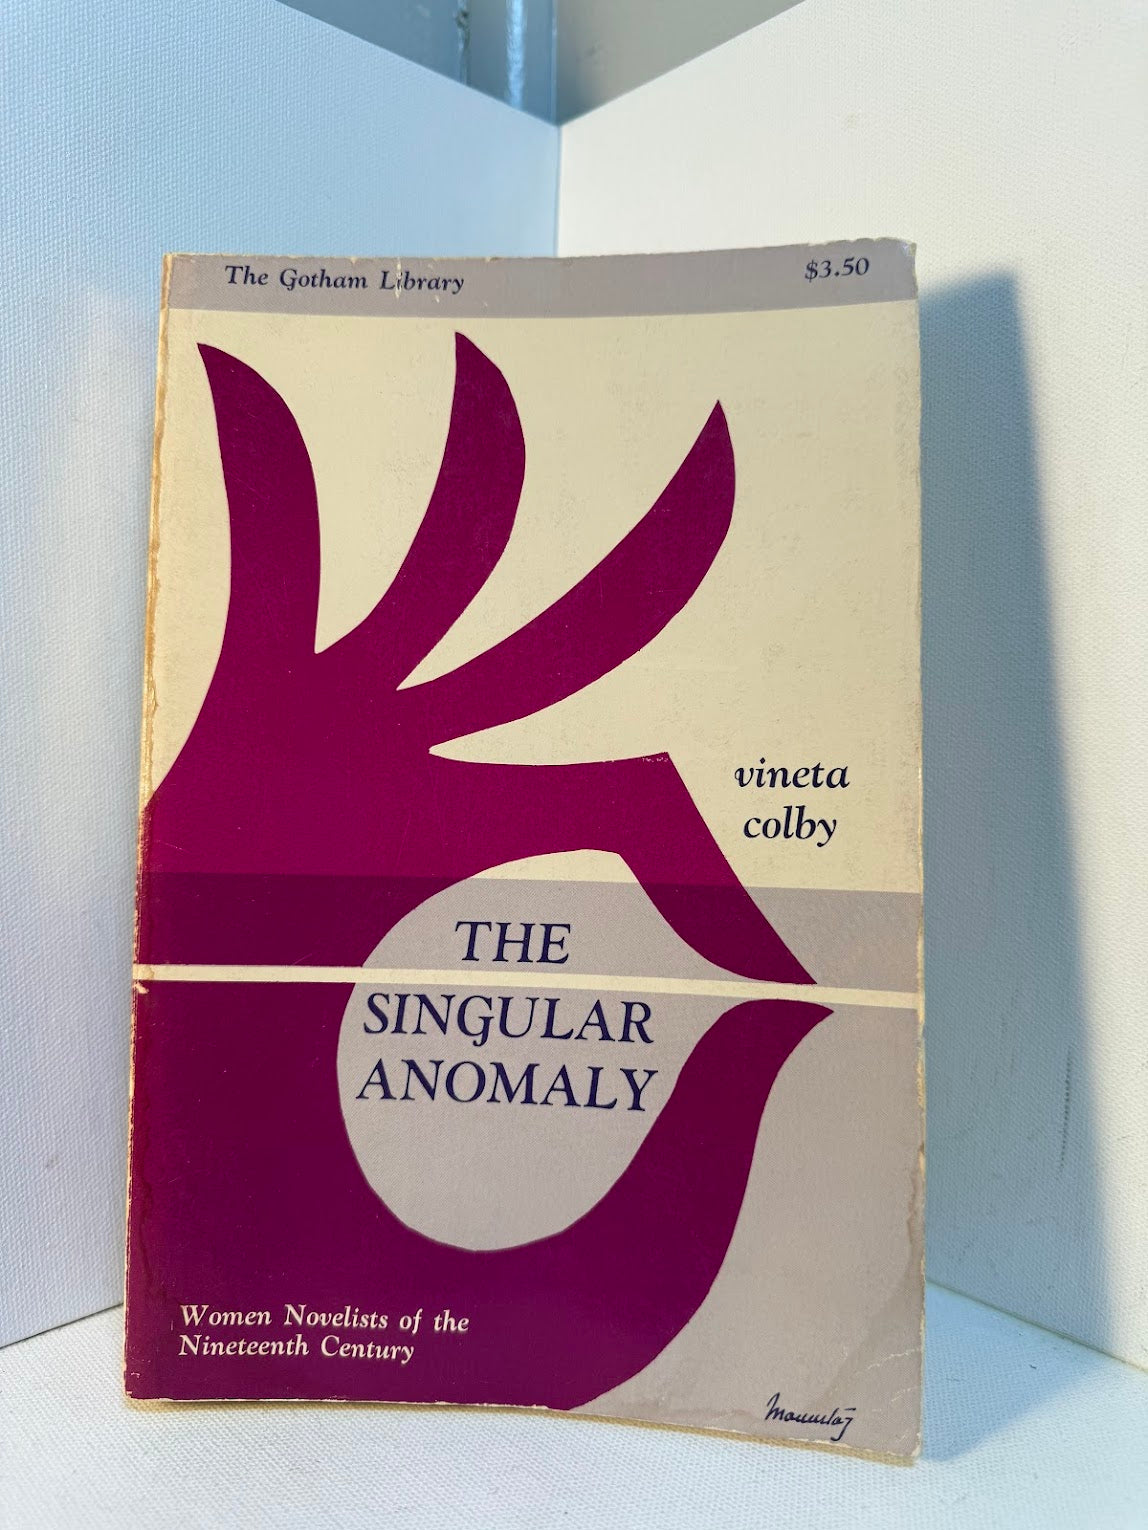 The Gotham Library
$3.50
vineta
colby
THE
SINGULAR
ANOMALY
Women Novelists of the
Nineteenth Century